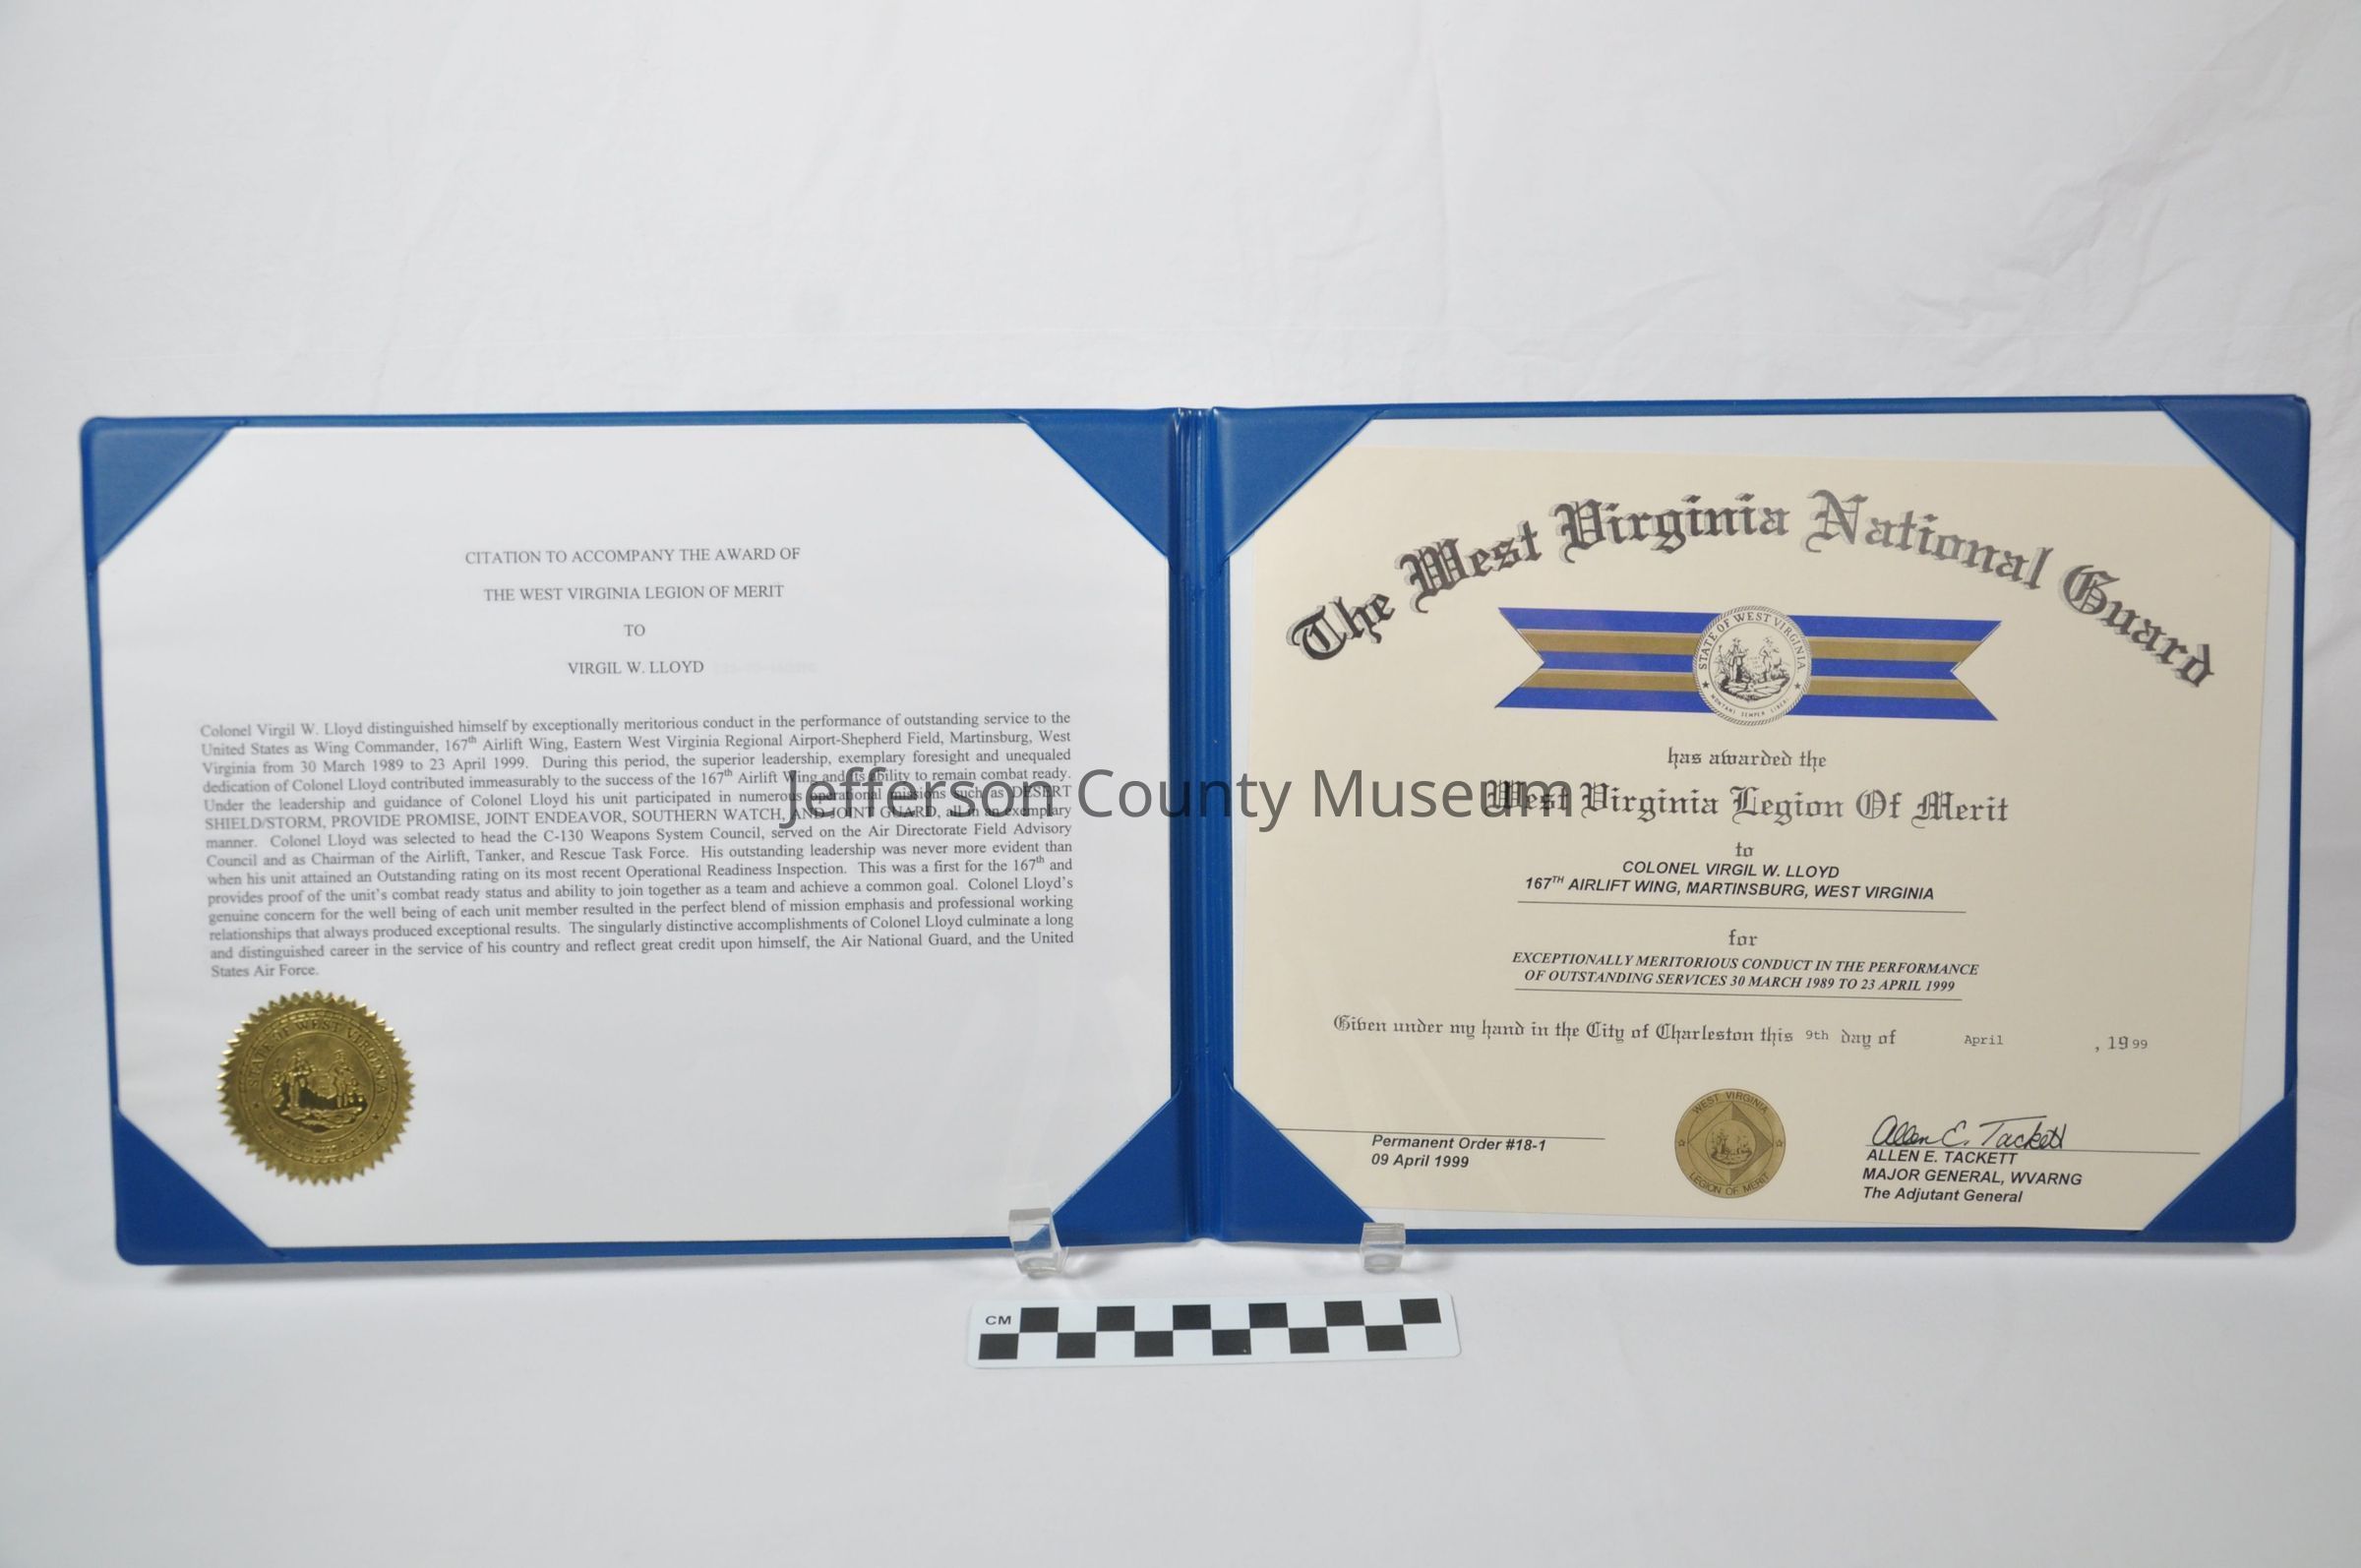 CITATION TO ACCOMPANY THE AWARD OF
THE WEST VIRGINIA LEGION OF MERIT
TO
VIRGIL W. LLOYD
Colonel Virgil W. Lloyd distinguished himself by exceptionally meritorious conduct in the performance of outstanding service to the
United States as Wing Commander, 167th Airlift Wing, Eastern West Virginia Regional Airport-Shepherd Field, Martinsburg, West
Virginia from 30 March 1989 to 23 April 1999. During this period, the superior leadership, exemplary foresight and unequaled
dedication of Colonel Lloyd contributed immeasurably to the success of the 167th Airlift Wing and its ability to remain combat ready.
Under the leadership and guidance of Colonel Lloyd his unit participated in numerous operational missions such as DESERT
SHIELD/STORM, PROVIDE PROMISE, JOINT ENDEAVOR, SOUTHERN WATCH, AND JOINT GUARD, all in an exemplary
manner. Colonel Lloyd was selected to head the C-130 Weapons System Council, served on the Air Directorate Field Advisory
Council and as Chairman of the Airlift, Tanker, and Rescue Task Force. His outstanding leadership was never more evident than
when his unit attained an Outstanding rating on its most recent Operational Readiness Inspection. This was a first for the 167th and
provides proof of the unit's combat ready status and ability to join together as a team and achieve a common goal. Colonel Lloyd's
genuine concern for the well being of each unit member resulted in the perfect blend of mission emphasis and professional working
relationships that always produced exceptional results. The singularly distinctive accomplishments of Colonel Lloyd culminate a long
and distinguished career in the service of his country and reflect great credit upon himself, the Air National Guard, and the United
States Air Force.
STATE OF WEST VIRGINIA
The West Virginia National Guard
STATE OF WEST VIRGINIA
MONTANI SEMPER LIBERI
has awarded the
West Virginia Legion Of Merit
to
COLONEL VIRGIL W. LLOYD
167TH AIRLIFT WING, MARTINSBURG, WEST VIRGINIA
for
EXCEPTIONALLY MERITORIOUS CONDUCT IN THE PERFORMANCE
OF OUTSTANDING SERVICES 30 MARCH 1989 TO 23 APRIL 1999
Given under my hand in the City of Charleston this 9th day of April , 1999
Permanent Order #18-1
09 April 1999
WEST VIRGINIA
LEGION OF MERIT
Allen E. Tackett
ALLEN E. TACKETT
MAJOR GENERAL, WVARNG
The Adjutant General
Jefferson County Museum
CM